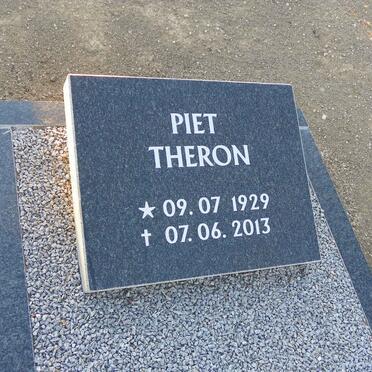 PIET
THERON
★ 09. 07 1929
✝ 07. 06. 2013